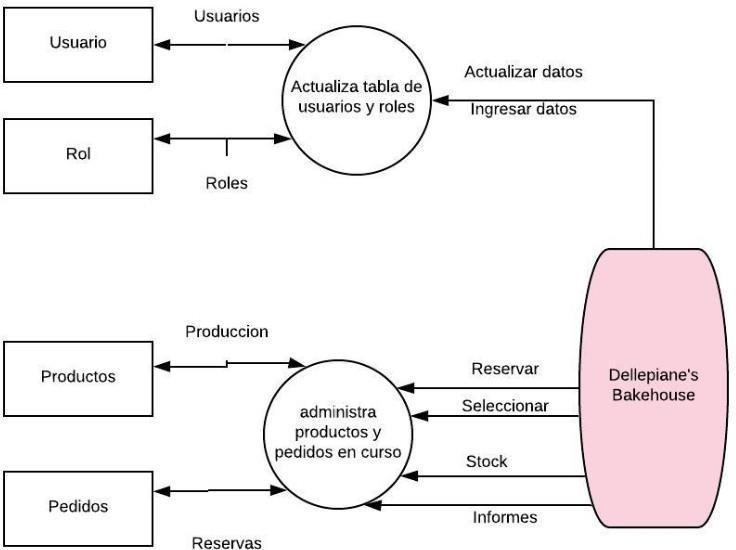 Usuarios
Usuario
Actualiza tabla de
usuarios y roles
Actualizar datos
Ingresar datos
Rol
Roles
Produccion
Productos
administra
productos y
pedidos en curso
Reservar
Seleccionar
Stock
Informes
Dellepiane's
Bakehouse
Pedidos
Reservas